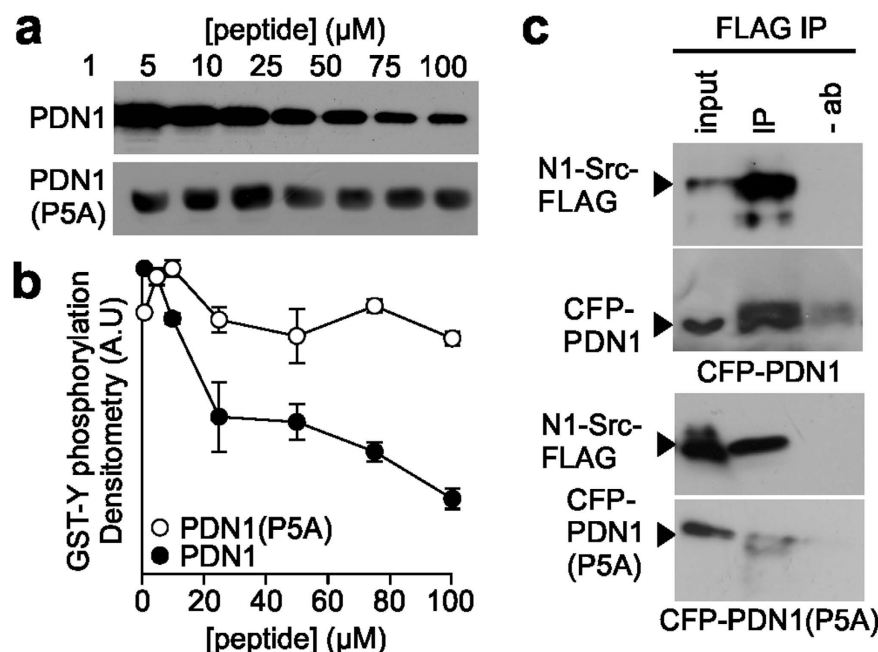 a
[peptide] (µM)
1 5 10 25 50 75 100
PDN1
PDN1
(P5A)
b
GST-Y phosphorylation
Densitometry (A.U)
PDN1(P5A)
PDN1
0 20 40 60 80 100
[peptide] (µM)
c
FLAG IP
input IP - ab
N1-Src-
FLAG
CFP-
PDN1
CFP-PDN1
N1-Src-
FLAG
CFP-
PDN1
(P5A)
CFP-PDN1(P5A)